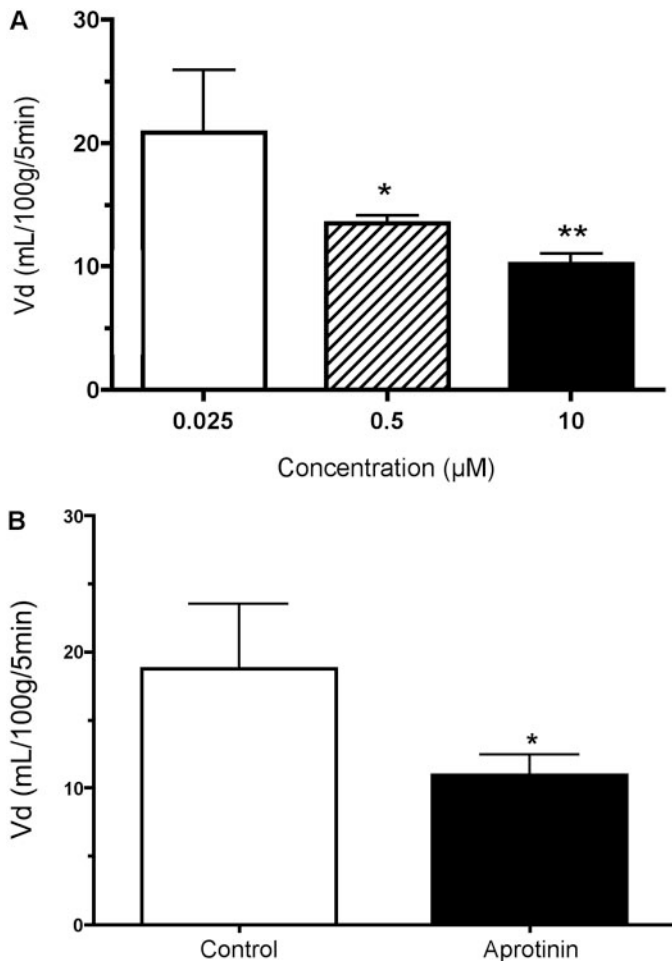 A
30
20
10
0
Vd (mL/100g/5min)
*
**
0.025 0.5 10
Concentration (µM)
B
30
20
10
0
Vd (mL/100g/5min)
*
Control Aprotinin